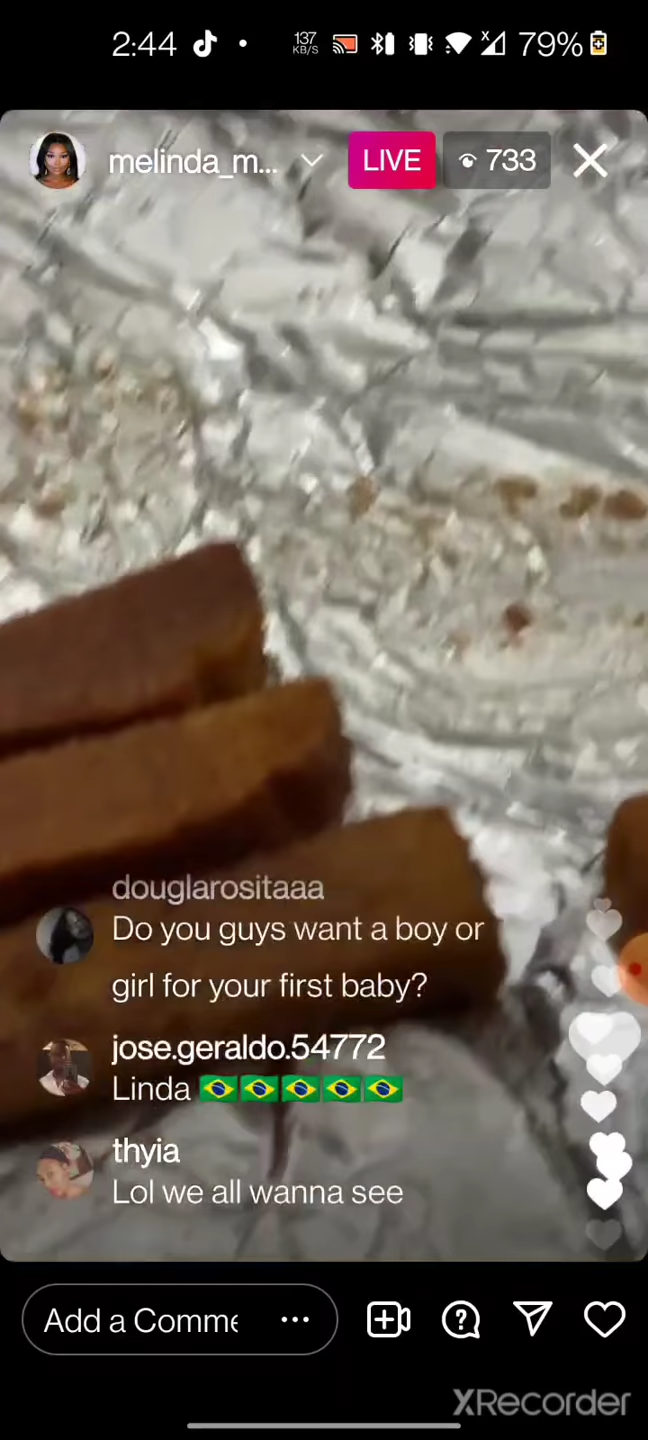 2:44
137
KB/S
79%
melinda_m...
LIVE
733
douglarositaaa
Do you guys want a boy or
girl for your first baby?
jose.geraldo.54772
Linda 🇧🇷🇧🇷🇧🇷🇧🇷🇧🇷
thyia
Lol we all wanna see
Add a Comme
XRecorder